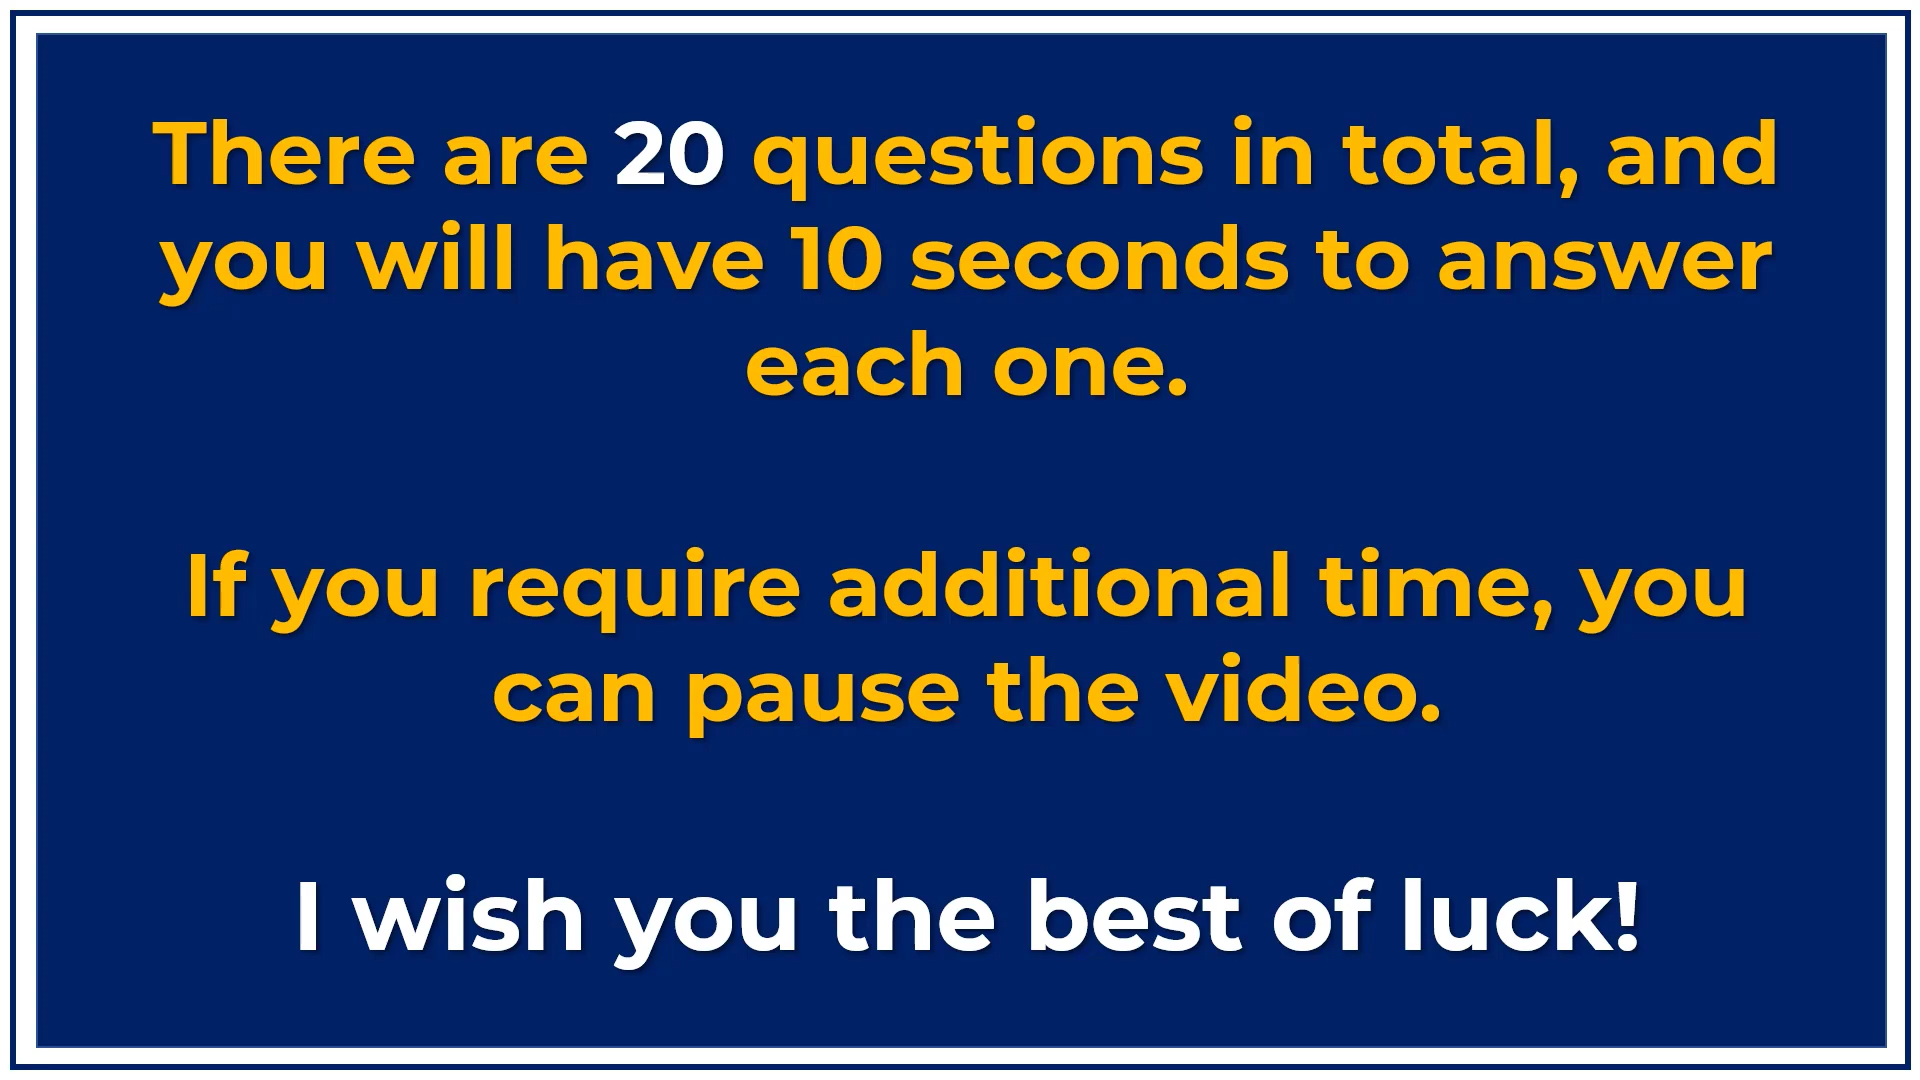 There are 20 questions in total, and
you will have 10 seconds to answer
each one.
If you require additional time, you
can pause the video.
I wish you the best of luck!